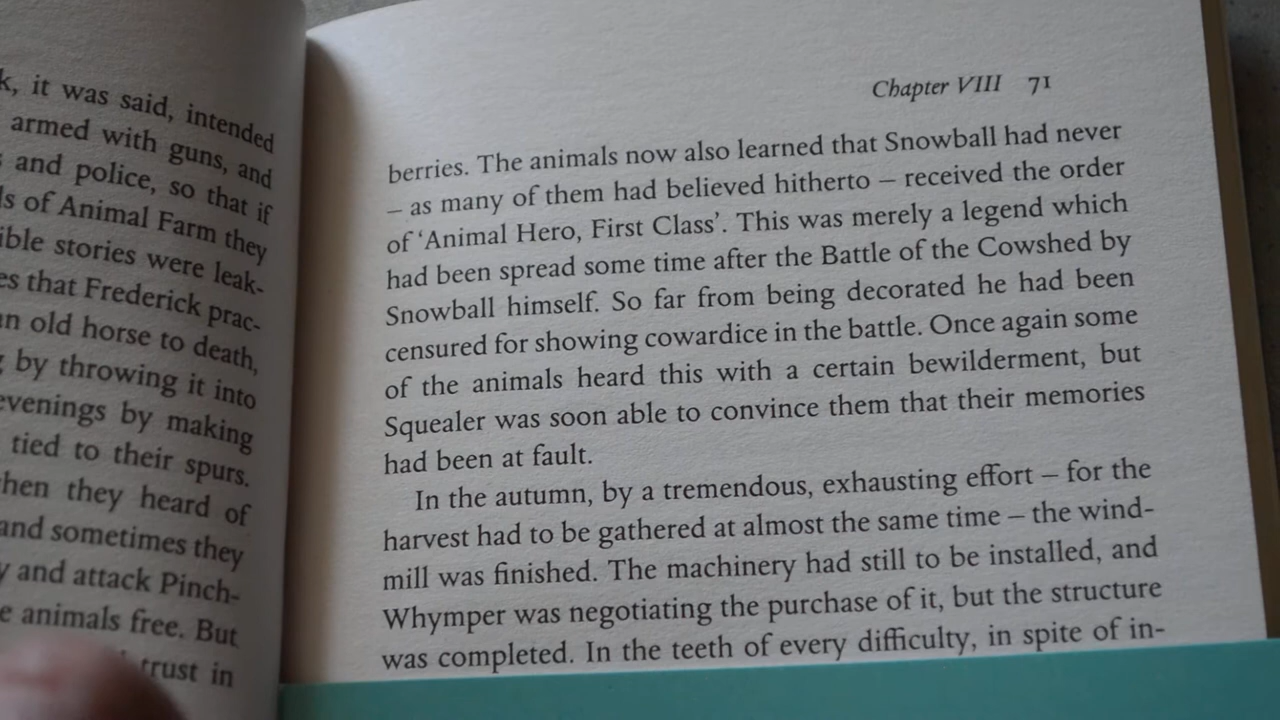 k, it was said, intended
armed with guns, and
and police, so that if
ls of Animal Farm they
ible stories were leak-
es that Frederick prac-
an old horse to death,
g by throwing it into
evenings by making
tied to their spurs.
hen they heard of
and sometimes they
y and attack Pinch-
e animals free. But
trust in
Chapter VIII 71
berries. The animals now also learned that Snowball had never
– as many of them had believed hitherto – received the order
of ‘Animal Hero, First Class’. This was merely a legend which
had been spread some time after the Battle of the Cowshed by
Snowball himself. So far from being decorated he had been
censured for showing cowardice in the battle. Once again some
of the animals heard this with a certain bewilderment, but
Squealer was soon able to convince them that their memories
had been at fault.
In the autumn, by a tremendous, exhausting effort – for the
harvest had to be gathered at almost the same time – the wind-
mill was finished. The machinery had still to be installed, and
Whymper was negotiating the purchase of it, but the structure
was completed. In the teeth of every difficulty, in spite of in-